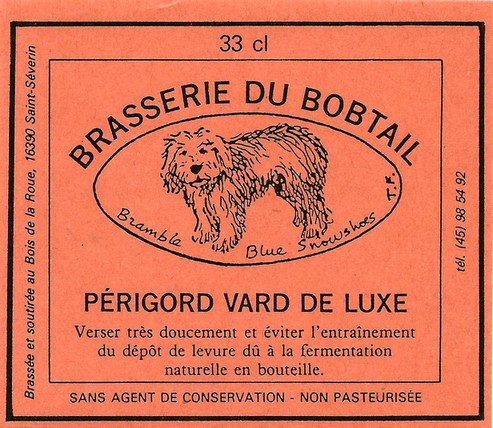 33 cl
BRASSERIE DU BOBTAIL
Bramble Blue Snowshoes T.F.
PÉRIGORD VARD DE LUXE
Verser très doucement et éviter l'entraînement
du dépôt de levure dû à la fermentation
naturelle en bouteille.
SANS AGENT DE CONSERVATION - NON PASTEURISÉE
Brassée et soutirée au Bois de la Roue, 16390 Saint-Séverin
tél. (45) 98 54 92